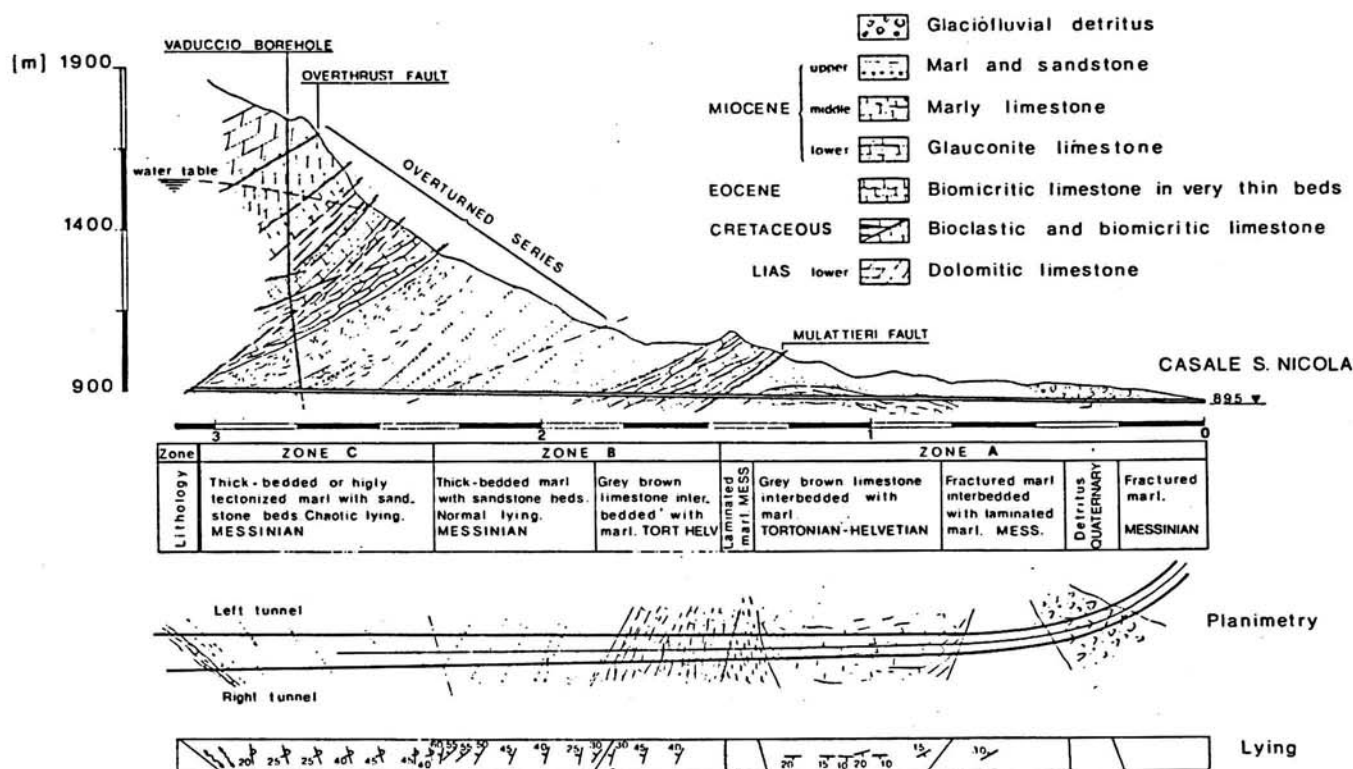 VADUCCIO BOREHOLE
OVERTHRUST FAULT
[m] 1900
water table
1400
900
OVERTURNED SERIES
MULATTIERI FAULT
CASALE S. NICOLA
895
Glaciofluvial detritus
MIOCENE
upper Marl and sandstone
middle Marly limestone
lower Glauconite limestone
EOCENE Biomicritic limestone in very thin beds
CRETACEOUS Bioclastic and biomicritic limestone
LIAS lower Dolomitic limestone
3 2 1 0
Zone ZONE C ZONE B ZONE A
Lithology
Thick-bedded or higly
tectonized marl with sand_
stone beds Chaotic lying.
MESSINIAN
Thick-bedded marl
with sandstone beds.
Normal lying.
MESSINIAN
Grey brown
limestone inter_
bedded' with
marl. TORT HELV
Laminated
marl. MESS
Grey brown limestone
interbedded with
marl
TORTONIAN-HELVETIAN
Fractured marl
interbedded
with laminated
marl. MESS.
Detritus
QUATERNARY
Fractured
marl.
MESSINIAN
Left tunnel
Right tunnel
Planimetry
20 25 25 40 45 45 40 55 55 50 45 40 25 30 30 45 40 20 15 10 20 10 15 30
Lying